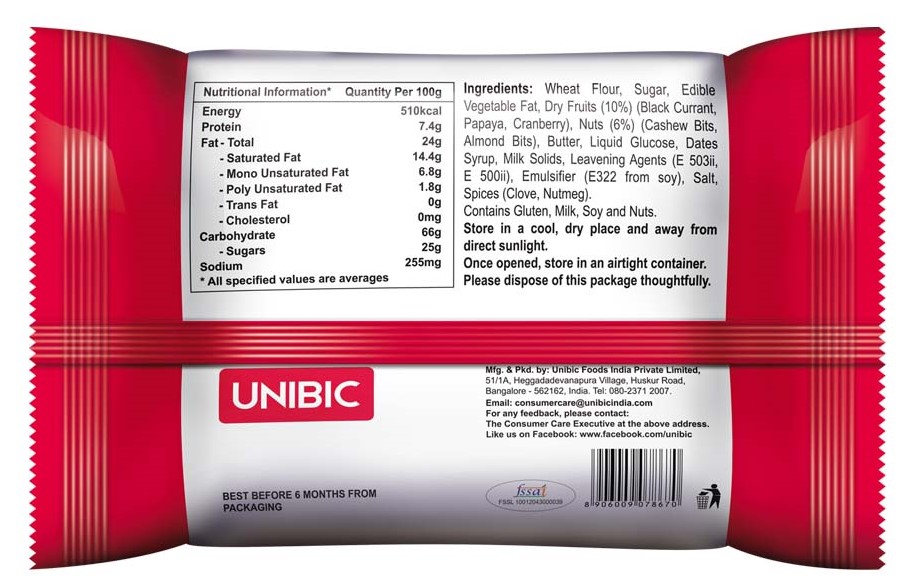 Nutritional Information* Quantity Per 100g
Energy 510kcal
Protein 7.4g
Fat - Total 24g
- Saturated Fat 14.4g
- Mono Unsaturated Fat 6.8g
- Poly Unsaturated Fat 1.8g
- Trans Fat 0g
- Cholesterol 0mg
Carbohydrate 66g
- Sugars 25g
Sodium 255mg
* All specified values are averages
Ingredients: Wheat Flour, Sugar, Edible
Vegetable Fat, Dry Fruits (10%) (Black Currant,
Papaya, Cranberry), Nuts (6%) (Cashew Bits,
Almond Bits), Butter, Liquid Glucose, Dates
Syrup, Milk Solids, Leavening Agents (E 503ii,
E 500ii), Emulsifier (E322 from soy), Salt,
Spices (Clove, Nutmeg).
Contains Gluten, Milk, Soy and Nuts.
Store in a cool, dry place and away from
direct sunlight.
Once opened, store in an airtight container.
Please dispose of this package thoughtfully.
UNIBIC
BEST BEFORE 6 MONTHS FROM
PACKAGING
Mfg. & Pkd. by: Unibic Foods India Private Limited,
51/1A, Heggadadevanapura Village, Huskur Road,
Bangalore - 562162, India. Tel: 080-2371 2007.
Email: consumercare@unibicindia.com
For any feedback, please contact:
The Consumer Care Executive at the above address.
Like us on Facebook: www.facebook.com/unibic
fssai
FSSL 10012043000039
8 906009 078670